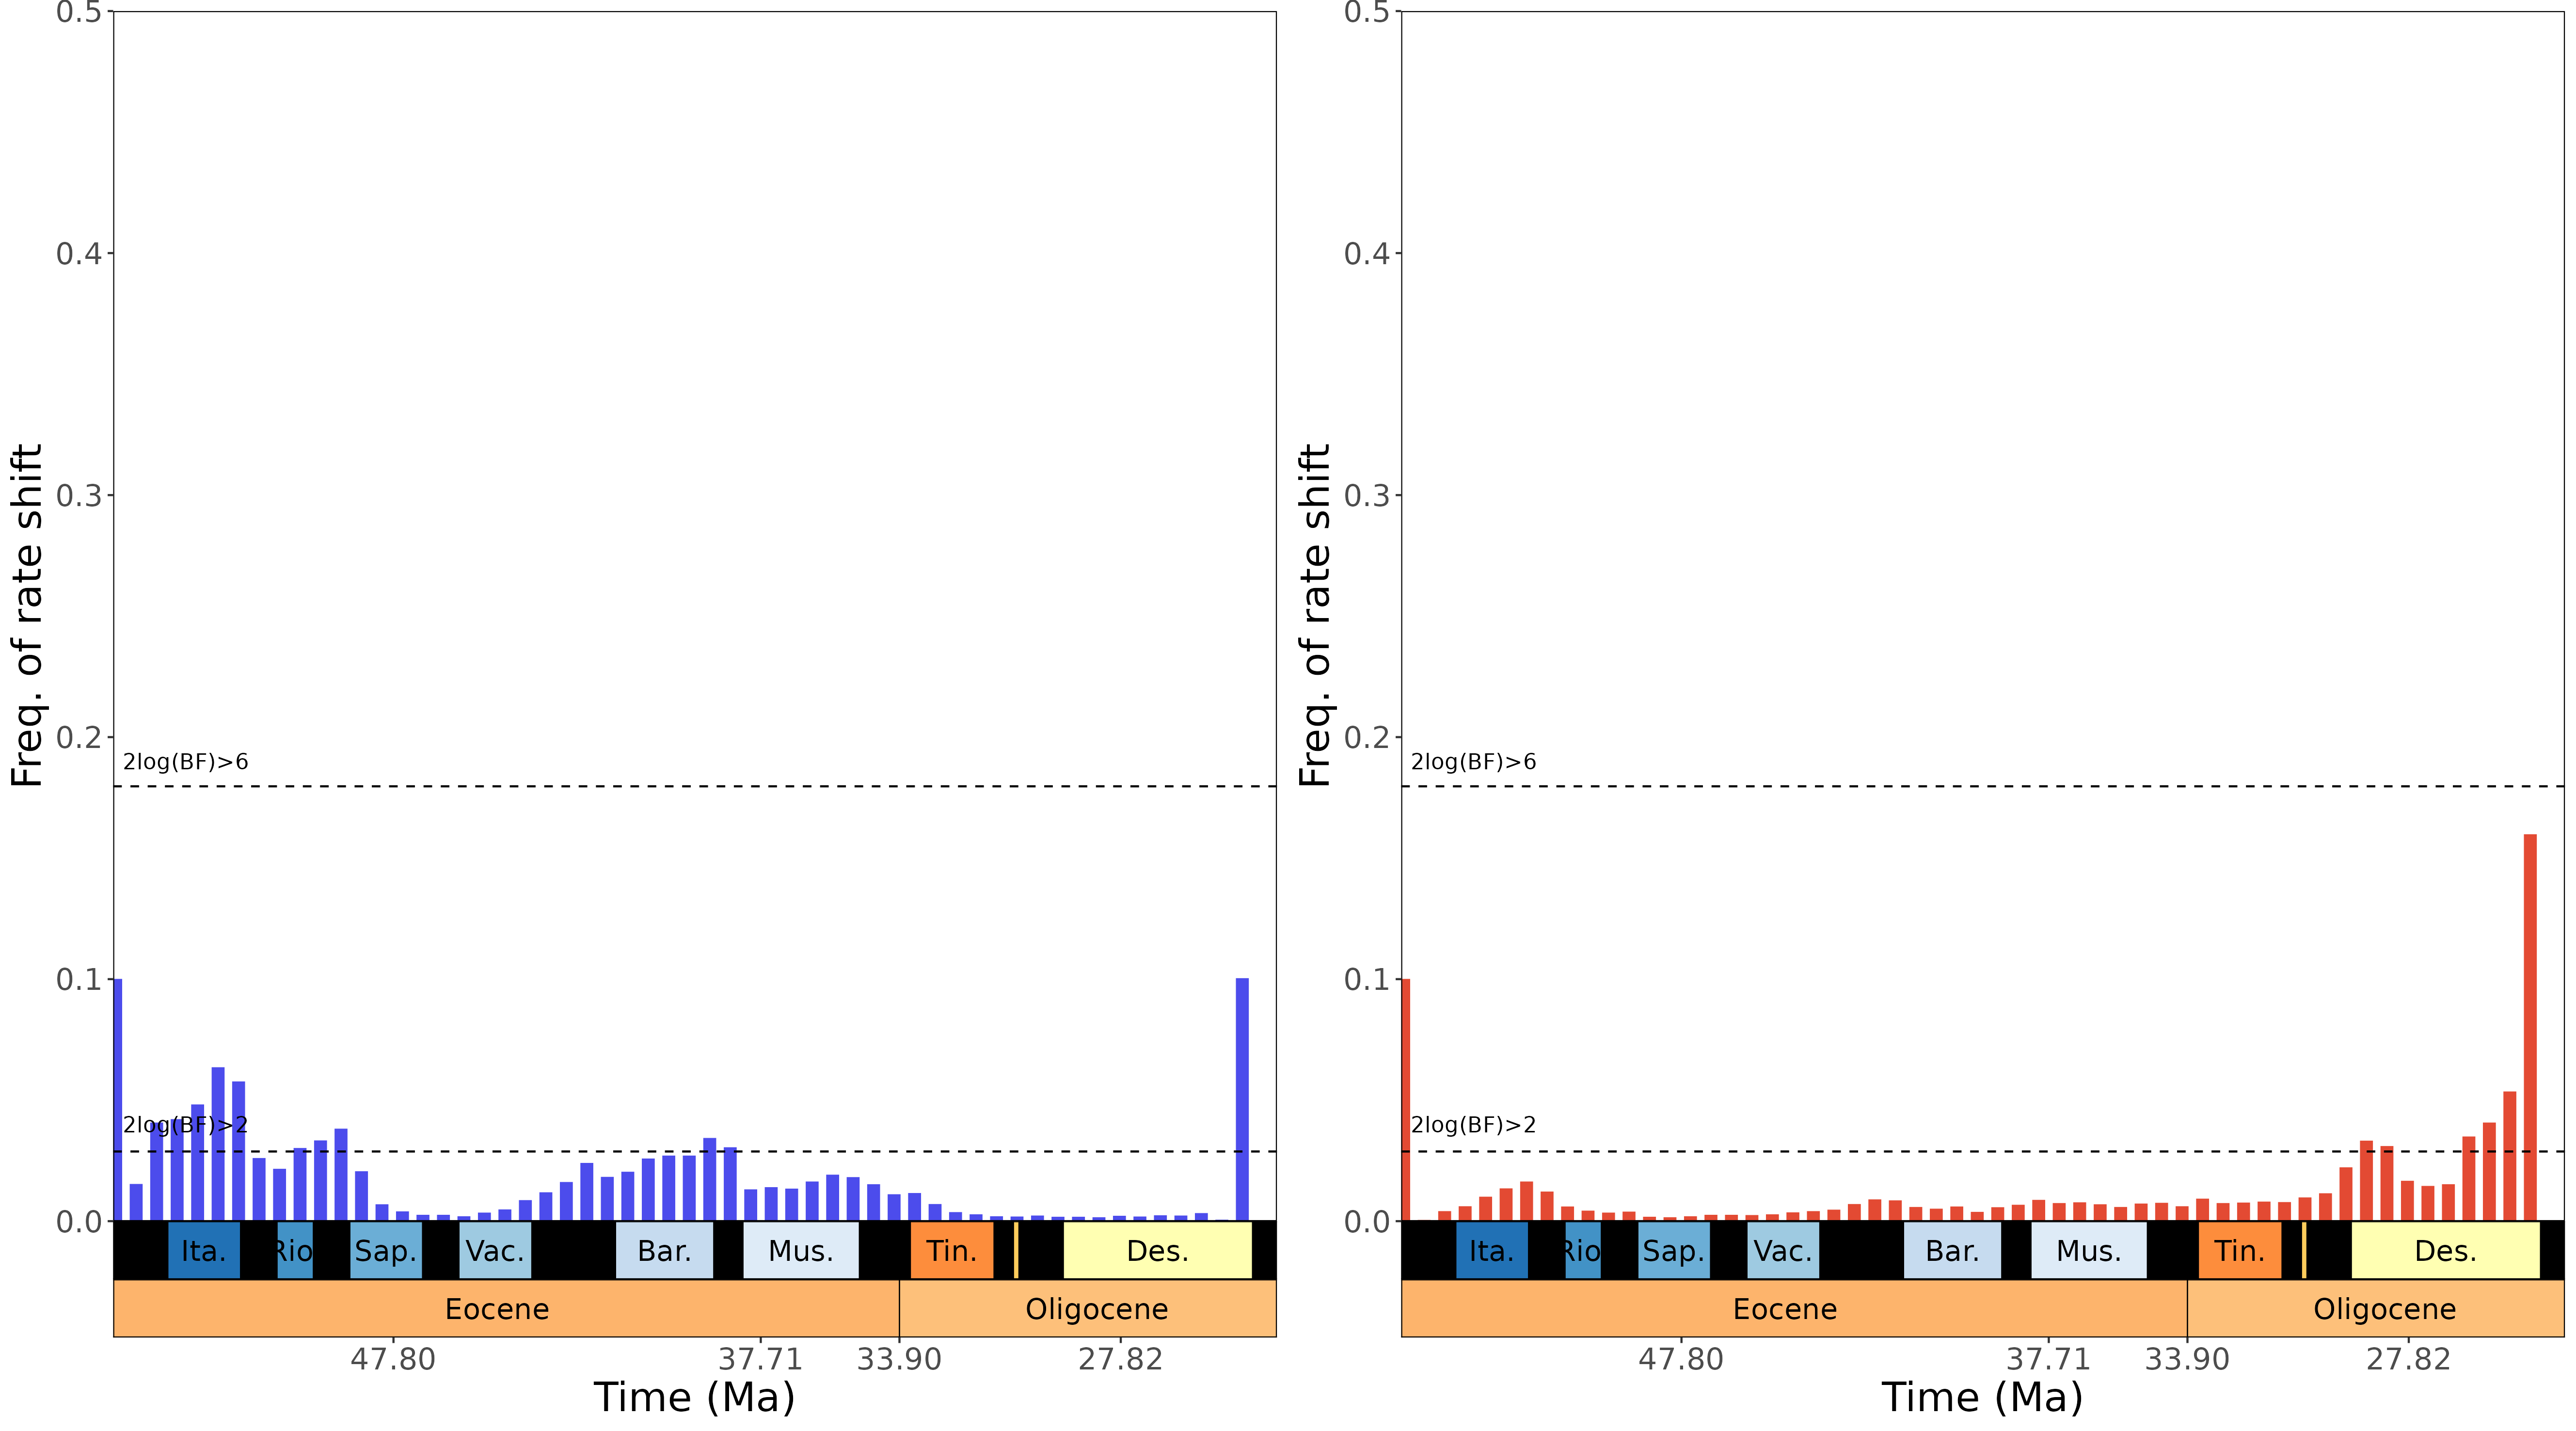 0.5
0.4
0.3
0.2
0.1
0.0
Freq. of rate shift
2log(BF)>6
2log(BF)>2
Ita. Rio Sap. Vac. Bar. Mus. Tin. Des.
Eocene Oligocene
47.80 37.71 33.90 27.82
Time (Ma)
0.5
0.4
0.3
0.2
0.1
0.0
Freq. of rate shift
2log(BF)>6
2log(BF)>2
Ita. Rio Sap. Vac. Bar. Mus. Tin. Des.
Eocene Oligocene
47.80 37.71 33.90 27.82
Time (Ma)